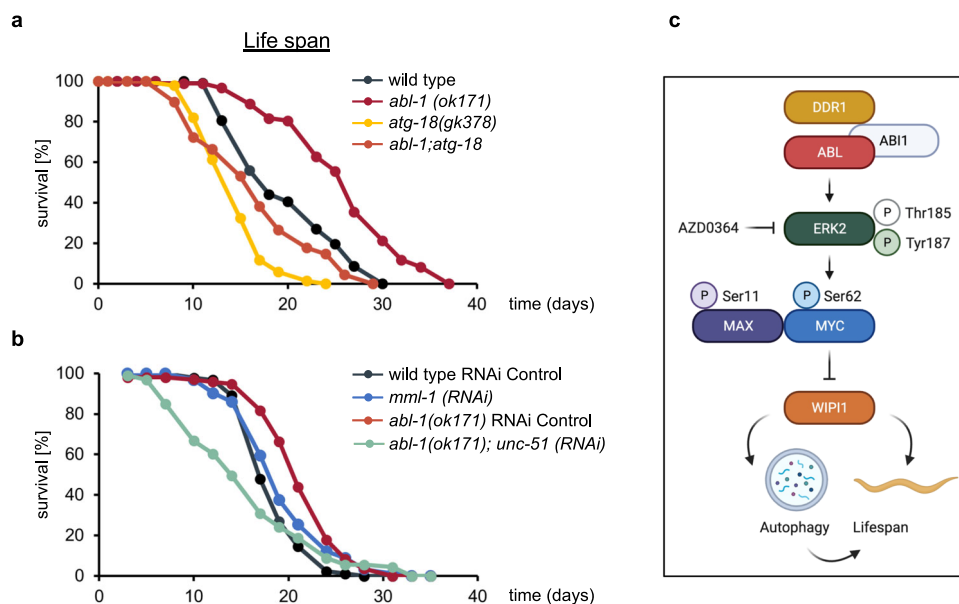 a
Life span
survival [%]
100
80
60
40
20
0
0
10
20
30
40
time (days)
wild type
abl-1 (ok171)
atg-18(gk378)
abl-1;atg-18
b
survival [%]
100
80
60
40
20
0
0
10
20
30
40
time (days)
wild type RNAi Control
mml-1 (RNAi)
abl-1(ok171) RNAi Control
abl-1(ok171); unc-51 (RNAi)
c
DDR1
ABI1
ABL
AZD0364
ERK2
P Thr185
P Tyr187
P Ser11
P Ser62
MAX
MYC
WIPI1
Autophagy
Lifespan